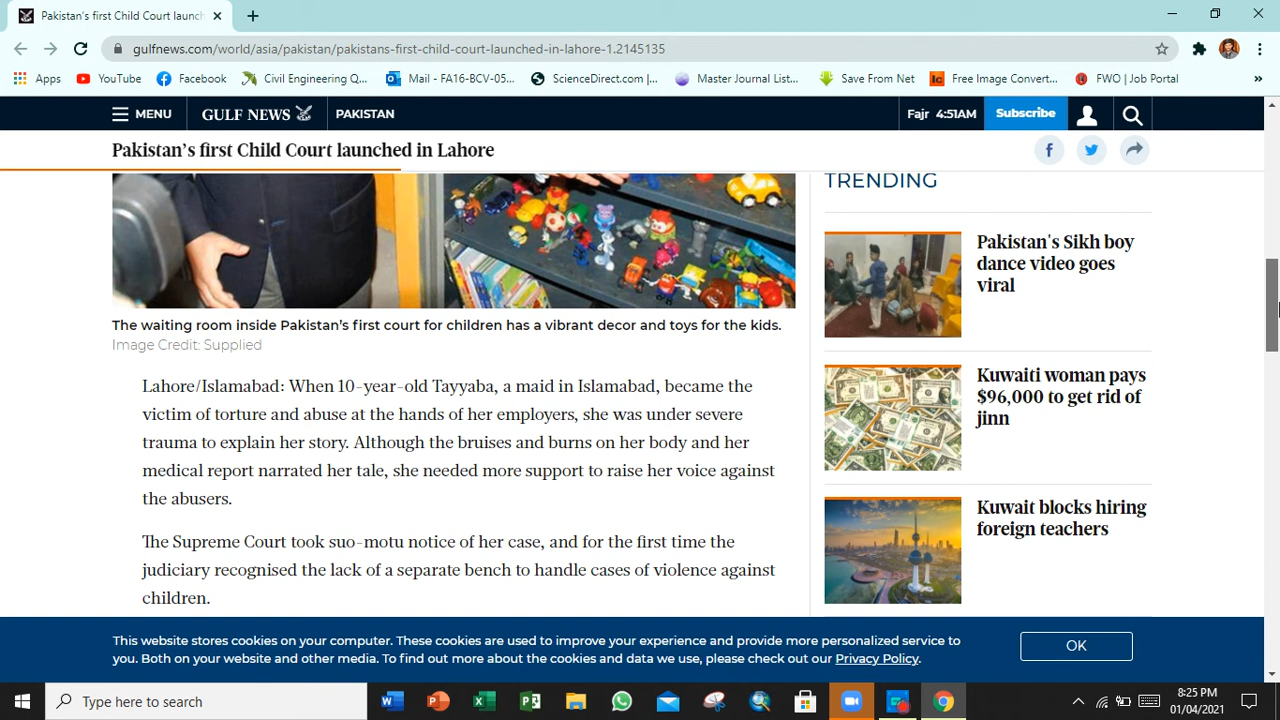 Pakistan's first Child Court launch
gulfnews.com/world/asia/pakistan/pakistans-first-child-court-launched-in-lahore-1.2145135
Apps YouTube Facebook Civil Engineering Q... Mail - FA16-BCV-05... ScienceDirect.com |... Master Journal List... Save From Net Free Image Convert... FWO | Job Portal »
MENU GULF NEWS PAKISTAN Fajr 4:51AM Subscribe
Pakistan's first Child Court launched in Lahore
The waiting room inside Pakistan's first court for children has a vibrant decor and toys for the kids.
Image Credit: Supplied
Lahore/Islamabad: When 10-year-old Tayyaba, a maid in Islamabad, became the
victim of torture and abuse at the hands of her employers, she was under severe
trauma to explain her story. Although the bruises and burns on her body and her
medical report narrated her tale, she needed more support to raise her voice against
the abusers.
The Supreme Court took suo-motu notice of her case, and for the first time the
judiciary recognised the lack of a separate bench to handle cases of violence against
children.
TRENDING
Pakistan's Sikh boy
dance video goes
viral
Kuwaiti woman pays
$96,000 to get rid of
jinn
Kuwait blocks hiring
foreign teachers
This website stores cookies on your computer. These cookies are used to improve your experience and provide more personalized service to
you. Both on your website and other media. To find out more about the cookies and data we use, please check out our Privacy Policy.
OK
Type here to search
8:25 PM
01/04/2021